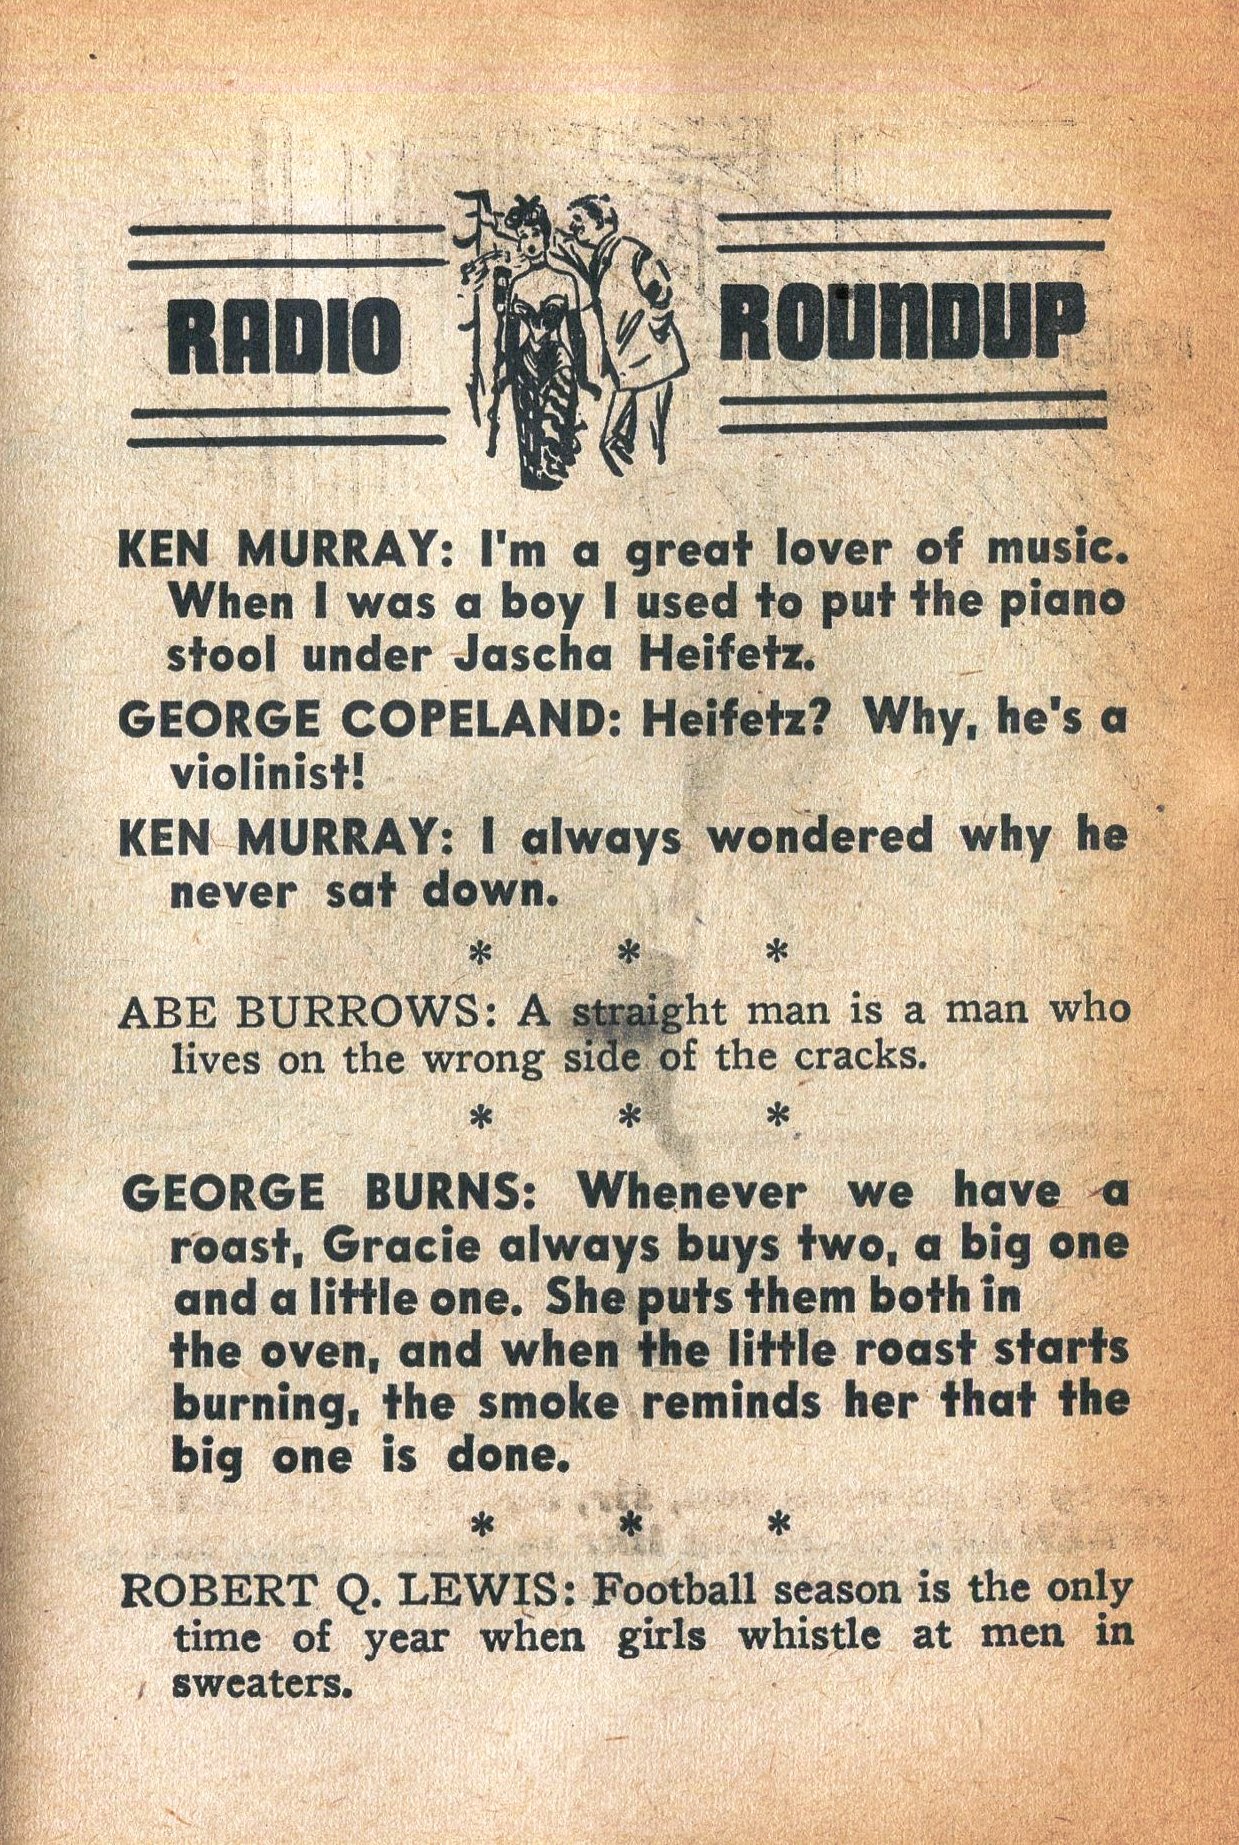 RADIO ROUNDUP
KEN MURRAY: I'm a great lover of music.
When I was a boy I used to put the piano
stool under Jascha Heifetz.
GEORGE COPELAND: Heifetz? Why, he's a
violinist!
KEN MURRAY: I always wondered why he
never sat down.
* * *
ABE BURROWS: A straight man is a man who
lives on the wrong side of the cracks.
* * *
GEORGE BURNS: Whenever we have a
roast, Gracie always buys two, a big one
and a little one. She puts them both in
the oven, and when the little roast starts
burning, the smoke reminds her that the
big one is done.
* * *
ROBERT Q. LEWIS: Football season is the only
time of year when girls whistle at men in
sweaters.